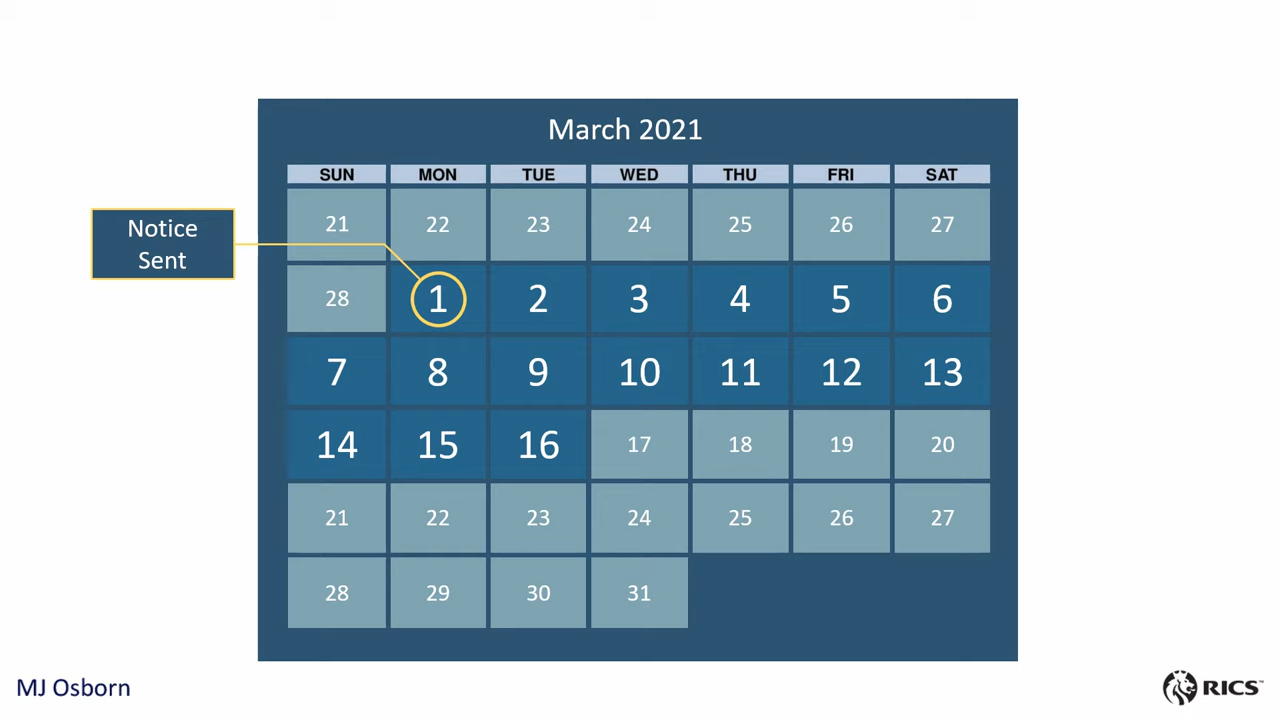 March 2021
SUN MON TUE WED THU FRI SAT
21 22 23 24 25 26 27
Notice
Sent
28 1 2 3 4 5 6
7 8 9 10 11 12 13
14 15 16 17 18 19 20
21 22 23 24 25 26 27
28 29 30 31
MJ Osborn
RICS™